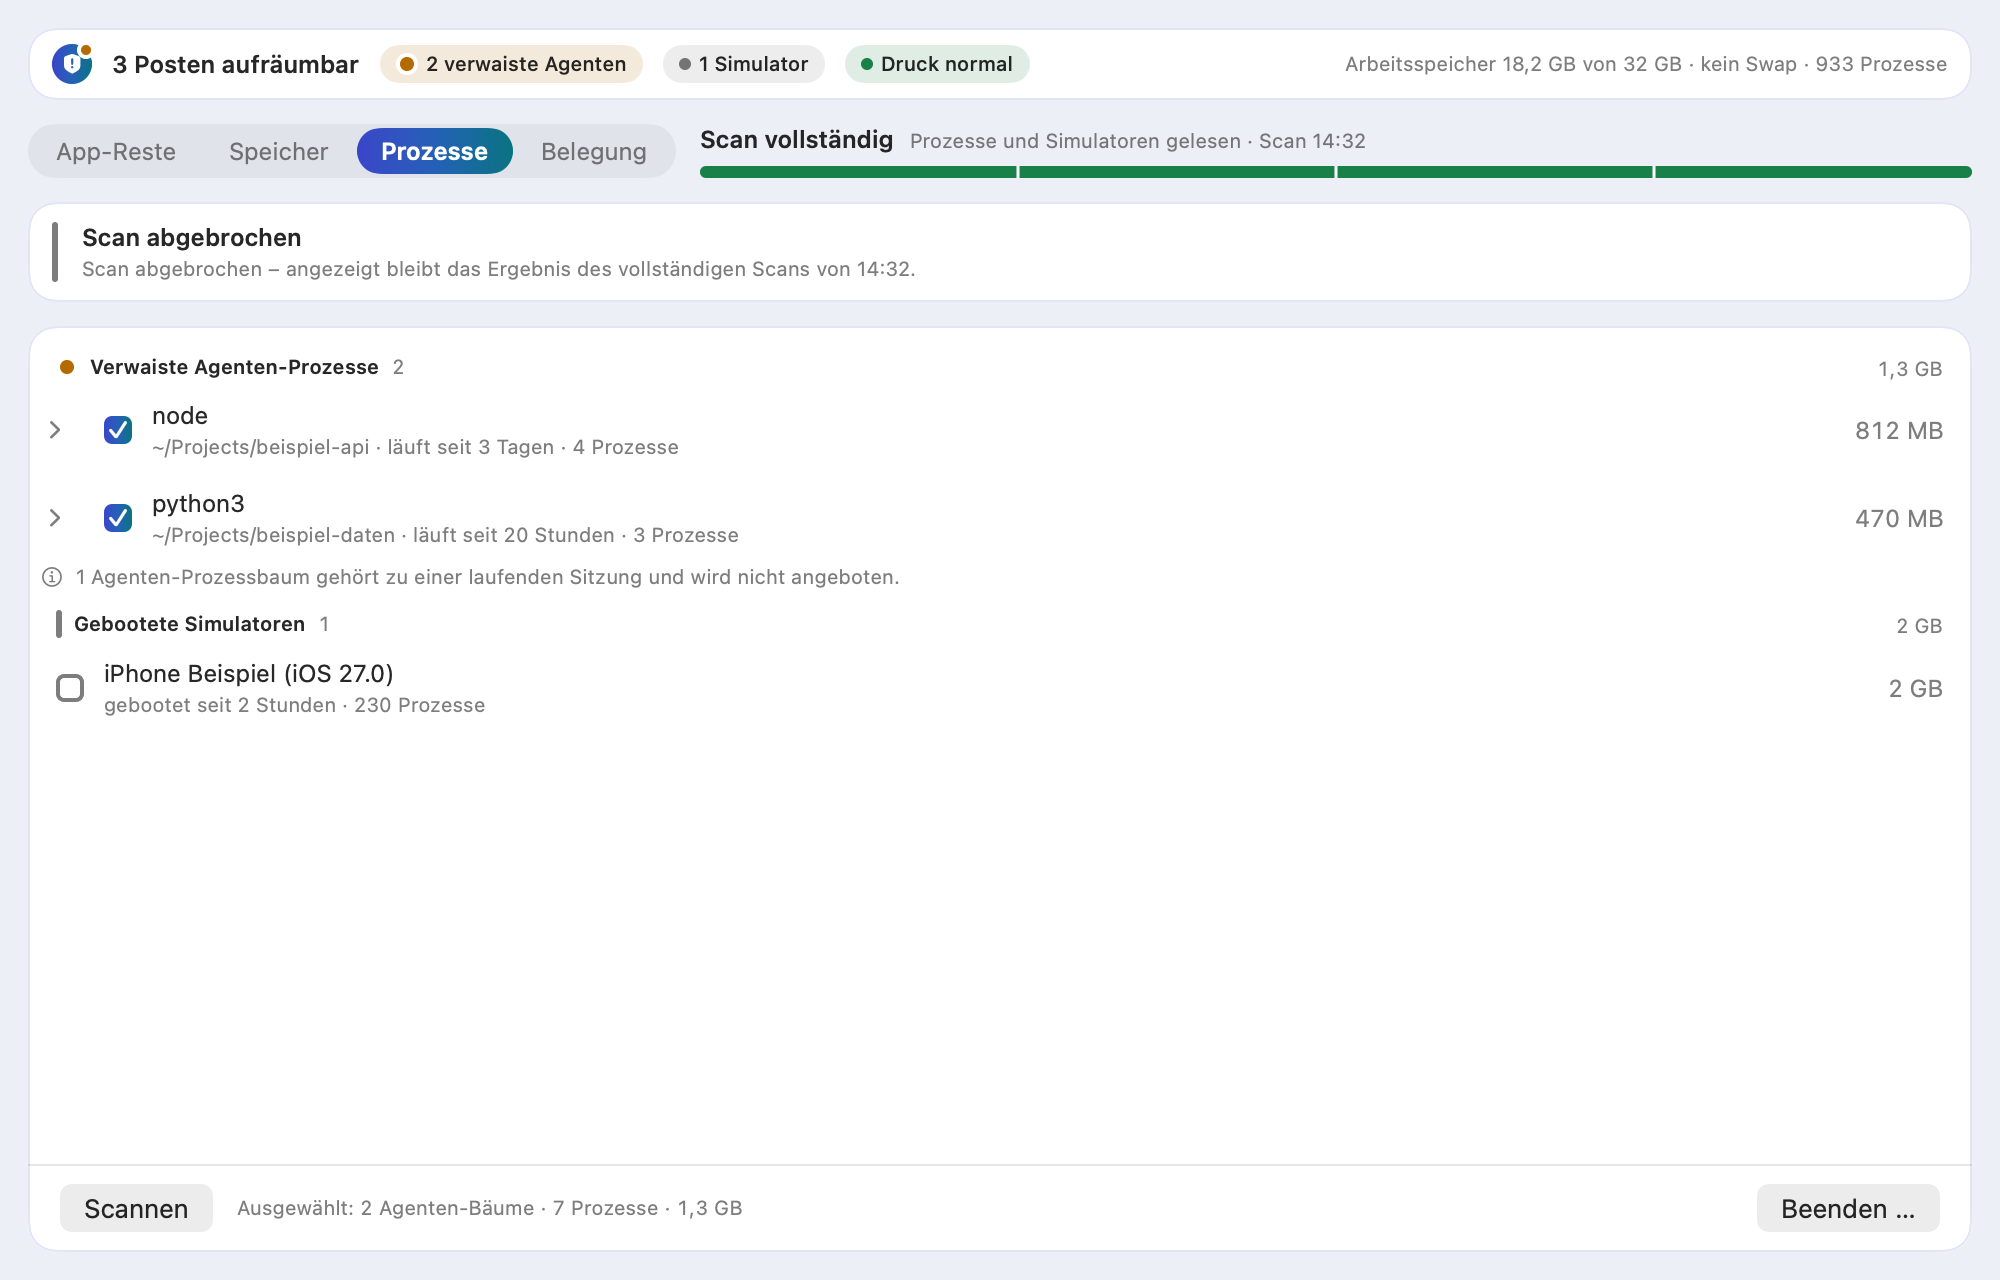 3 Posten aufräumbar
2 verwaiste Agenten
1 Simulator
Druck normal
Arbeitsspeicher 18,2 GB von 32 GB · kein Swap · 933 Prozesse
App-Reste
Speicher
Prozesse
Belegung
Scan vollständig
Prozesse und Simulatoren gelesen · Scan 14:32
Scan abgebrochen
Scan abgebrochen – angezeigt bleibt das Ergebnis des vollständigen Scans von 14:32.
Verwaiste Agenten-Prozesse 2
1,3 GB
node
812 MB
~/Projects/beispiel-api · läuft seit 3 Tagen · 4 Prozesse
python3
470 MB
~/Projects/beispiel-daten · läuft seit 20 Stunden · 3 Prozesse
1 Agenten-Prozessbaum gehört zu einer laufenden Sitzung und wird nicht angeboten.
Gebootete Simulatoren 1
2 GB
iPhone Beispiel (iOS 27.0)
2 GB
gebootet seit 2 Stunden · 230 Prozesse
Scannen
Ausgewählt: 2 Agenten-Bäume · 7 Prozesse · 1,3 GB
Beenden ...